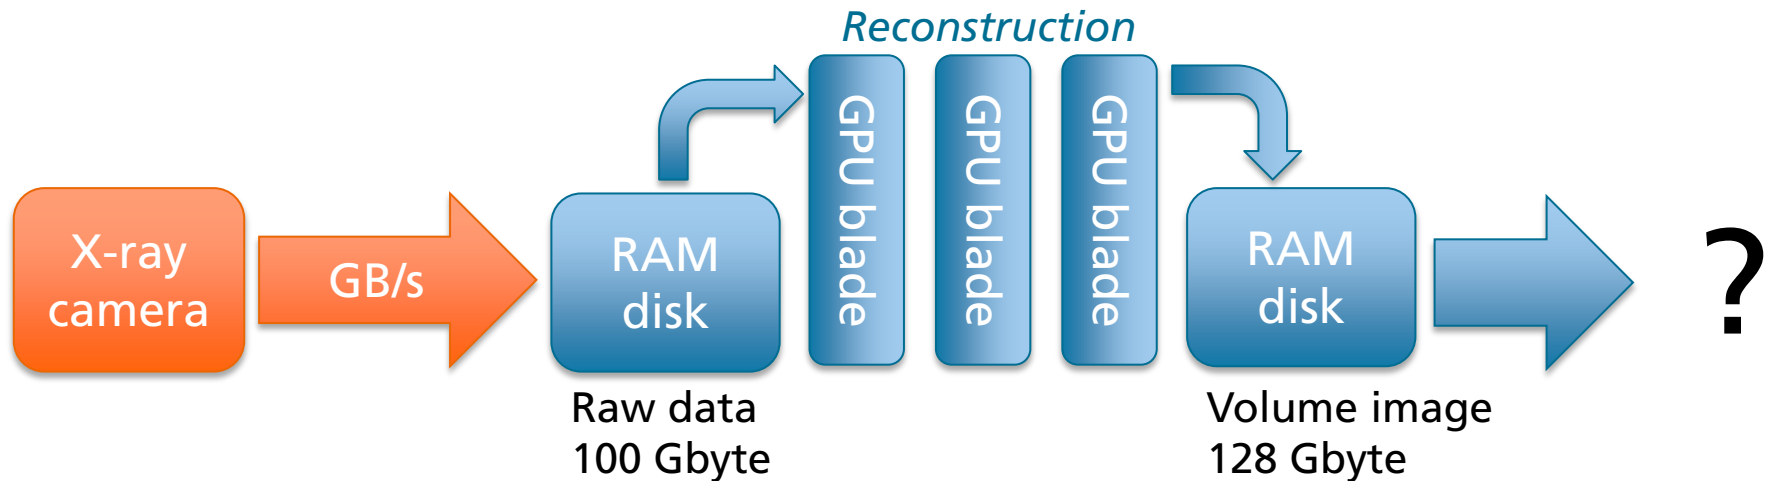 Reconstruction
X-ray
camera
GB/s
RAM
disk
GPU blade
GPU blade
GPU blade
RAM
disk
?
Raw data
100 Gbyte
Volume image
128 Gbyte